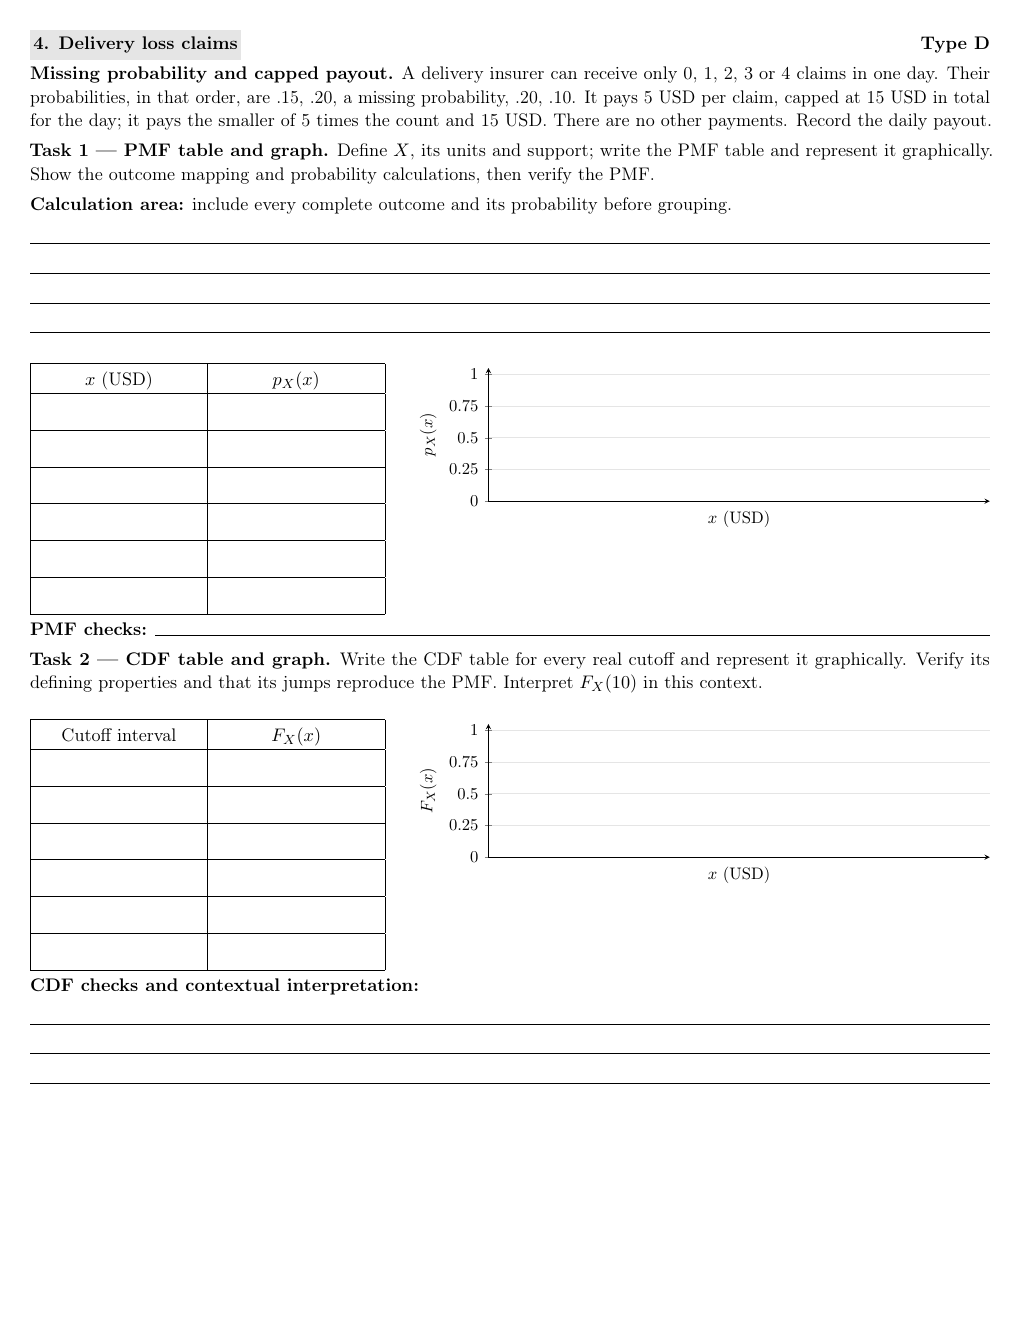 4. Delivery loss claims Type D
Missing probability and capped payout. A delivery insurer can receive only 0, 1, 2, 3 or 4 claims in one day. Their
probabilities, in that order, are .15, .20, a missing probability, .20, .10. It pays 5 USD per claim, capped at 15 USD in total
for the day; it pays the smaller of 5 times the count and 15 USD. There are no other payments. Record the daily payout.
Task 1 — PMF table and graph. Define X, its units and support; write the PMF table and represent it graphically.
Show the outcome mapping and probability calculations, then verify the PMF.
Calculation area: include every complete outcome and its probability before grouping.
x (USD) p_X(x)
1
0.75
0.5
0.25
0
p_X(x)
x (USD)
PMF checks:
Task 2 — CDF table and graph. Write the CDF table for every real cutoff and represent it graphically. Verify its
defining properties and that its jumps reproduce the PMF. Interpret F_X(10) in this context.
Cutoff interval F_X(x)
1
0.75
0.5
0.25
0
F_X(x)
x (USD)
CDF checks and contextual interpretation: